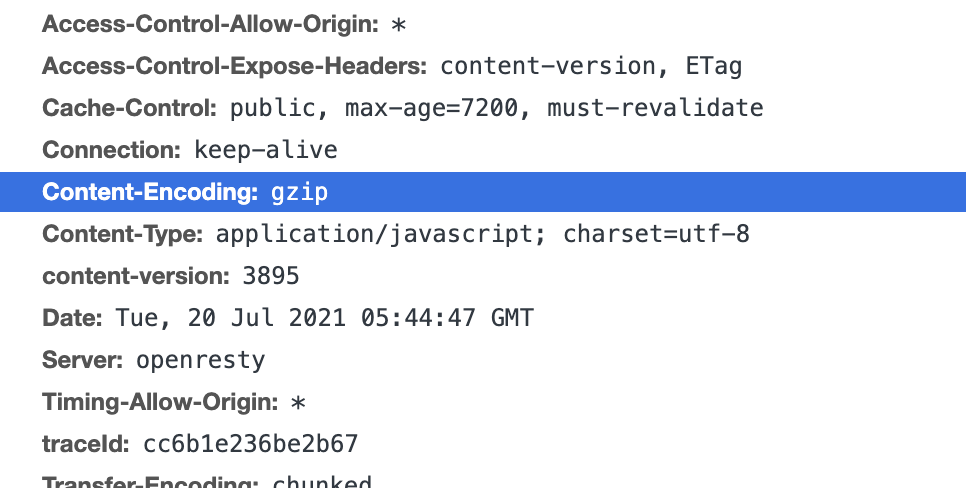 Access-Control-Allow-Origin: *
Access-Control-Expose-Headers: content-version, ETag
Cache-Control: public, max-age=7200, must-revalidate
Connection: keep-alive
Content-Encoding: gzip
Content-Type: application/javascript; charset=utf-8
content-version: 3895
Date: Tue, 20 Jul 2021 05:44:47 GMT
Server: openresty
Timing-Allow-Origin: *
traceId: cc6b1e236be2b67
Transfer-Encoding: chunked